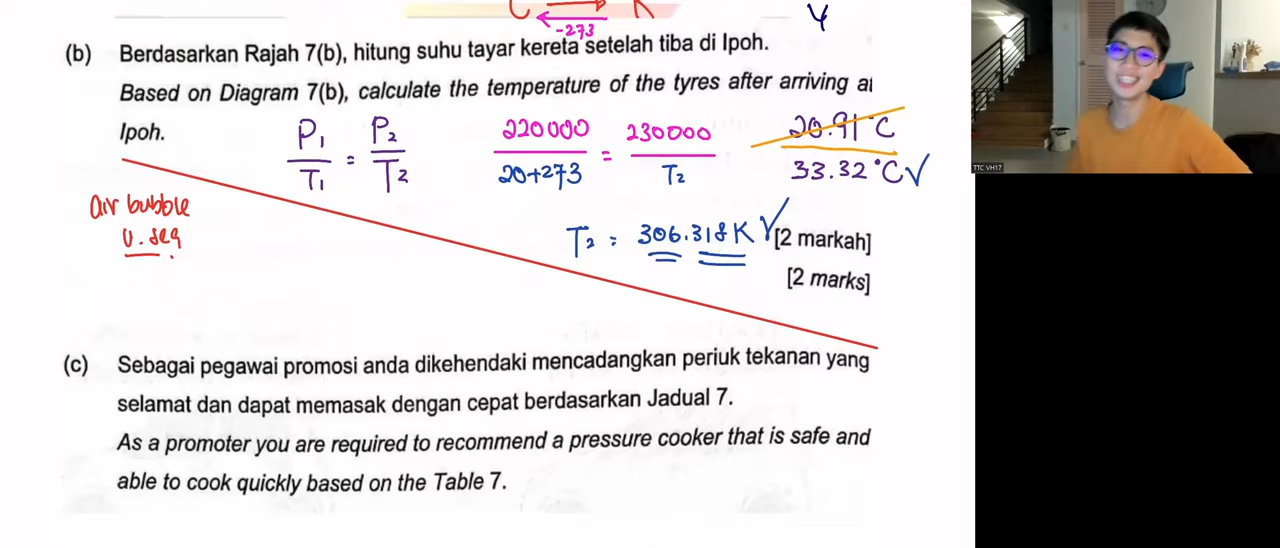 C K
-273
4
(b) Berdasarkan Rajah 7(b), hitung suhu tayar kereta setelah tiba di Ipoh.
Based on Diagram 7(b), calculate the temperature of the tyres after arriving at
Ipoh.
P₁/T₁ = P₂/T₂
220000/20+273 = 230000/T₂
20.91°C
33.32°C ✓
TTC VH17
air bubble
T₂ = 306.318K ✓
[2 markah]
[2 marks]
(c) Sebagai pegawai promosi anda dikehendaki mencadangkan periuk tekanan yang
selamat dan dapat memasak dengan cepat berdasarkan Jadual 7.
As a promoter you are required to recommend a pressure cooker that is safe and
able to cook quickly based on the Table 7.